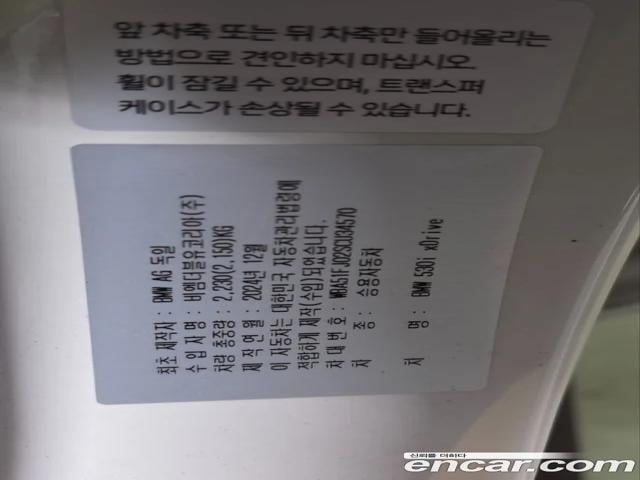 앞 차축 또는 뒤 차축만 들어올리는
방법으로 견인하지 마십시오.
휠이 잠길 수 있으며, 트랜스퍼
케이스가 손상될 수 있습니다.
최초 제작자 : BMW AG 독일
수 입 자 명 : 비엠더블유코리아(주)
차량 총중량 : 2,230(2,150)KG
제 작 연 월 : 2024년 12월
이 자동차는 대한민국 자동차관리법령에
적합하게 제작(수입)되었습니다.
차 대 번 호 : WBA51FJ02SCU34570
차 종 : 승용자동차
차 명 : BMW 530i xDrive
신뢰를 더하다
encar.com